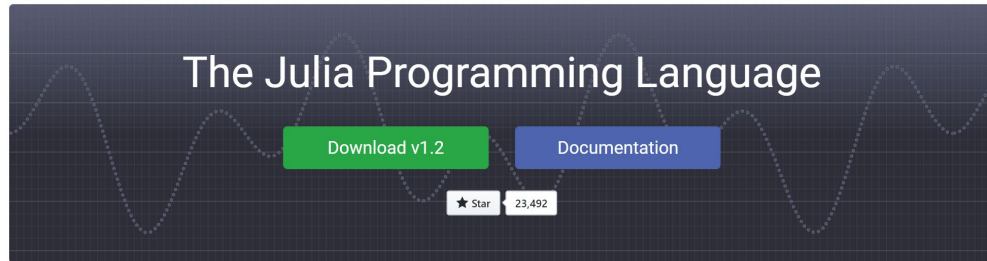 The Julia Programming Language
Download v1.2 Documentation
Star 23,492